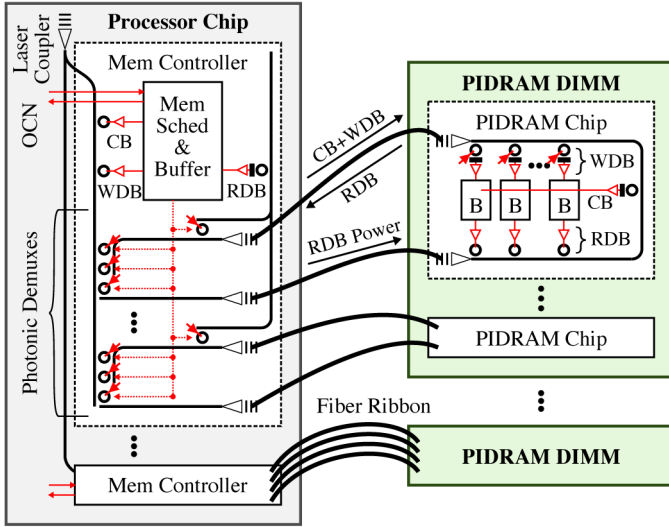 Processor Chip
Laser
Coupler
OCN
Mem Controller
Mem
Sched
&
Buffer
CB
WDB
RDB
Photonic Demuxes
Mem Controller
CB+WDB
RDB
RDB Power
Fiber Ribbon
PIDRAM DIMM
PIDRAM Chip
WDB
B B B
CB
RDB
PIDRAM Chip
PIDRAM DIMM